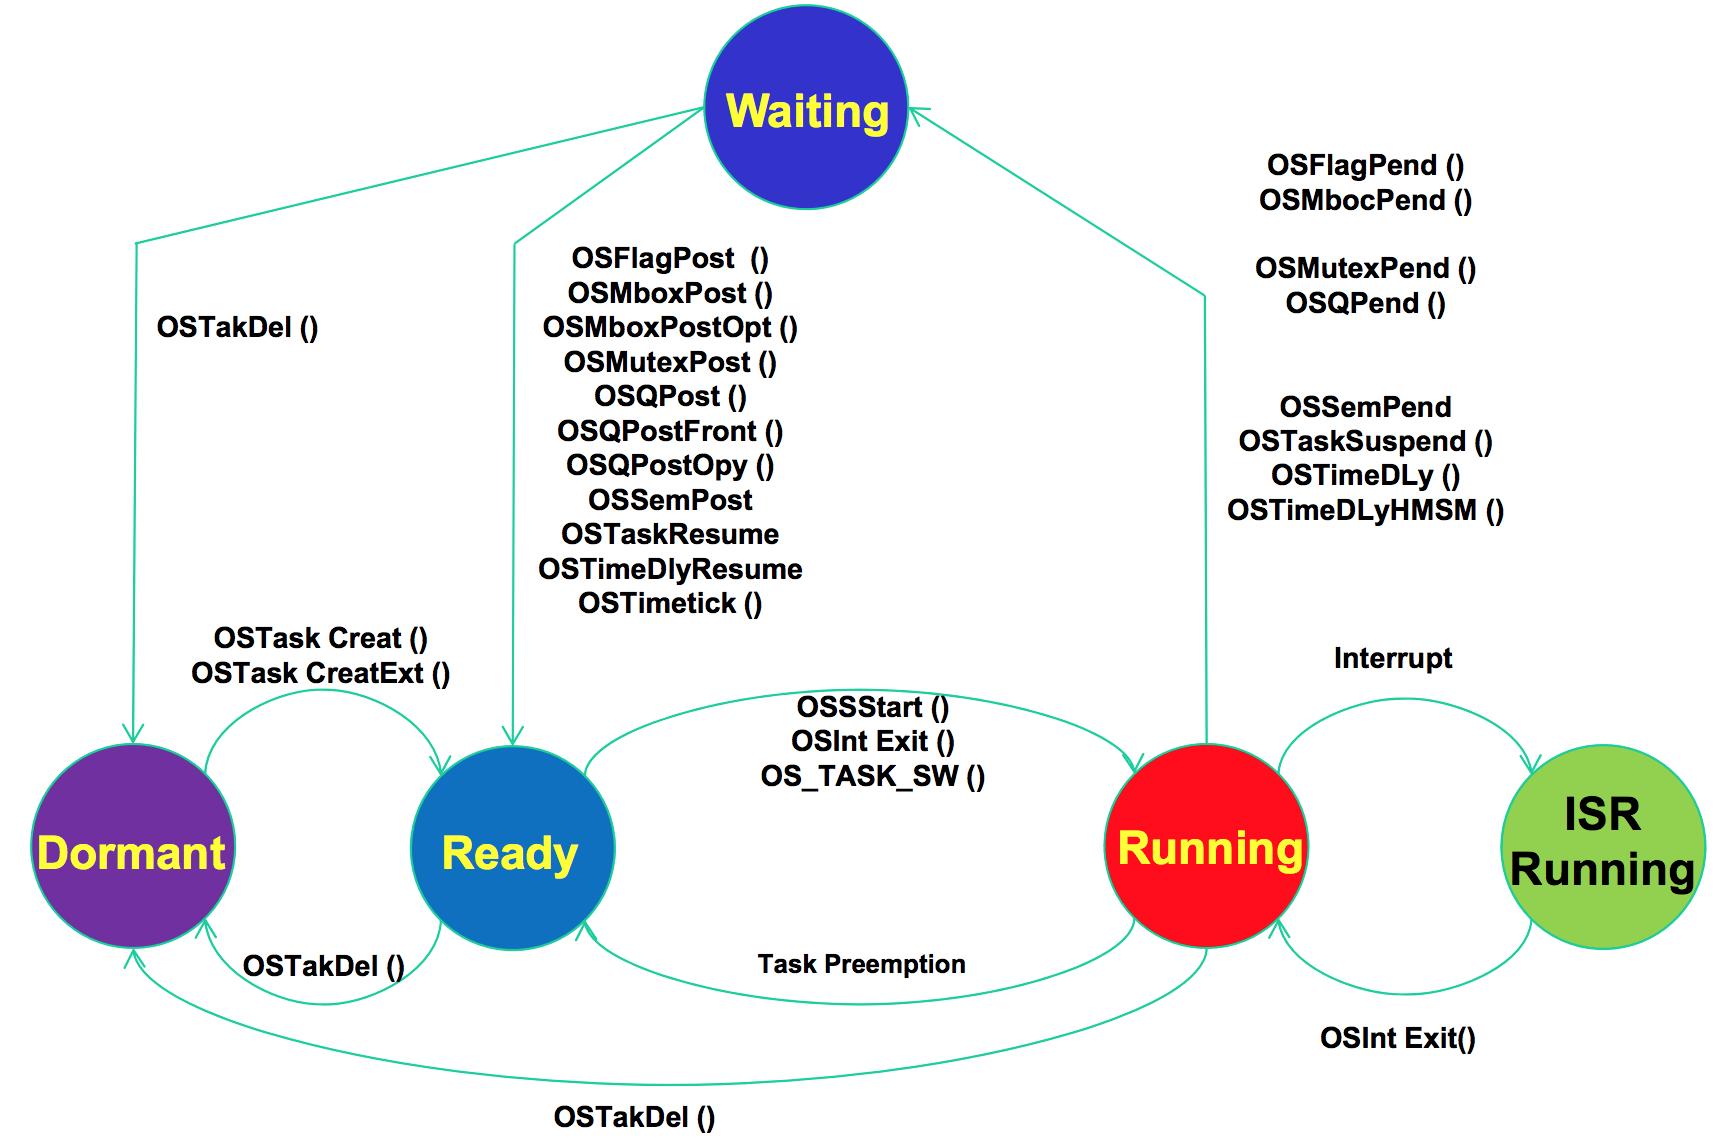 Waiting
OSFlagPend ()
OSMbocPend ()
OSMutexPend ()
OSQPend ()
OSSemPend
OSTaskSuspend ()
OSTimeDLy ()
OSTimeDLyHMSM ()
OSFlagPost  ()
OSMboxPost ()
OSMboxPostOpt ()
OSMutexPost ()
OSQPost ()
OSQPostFront ()
OSQPostOpy ()
OSSemPost
OSTaskResume
OSTimeDlyResume
OSTimetick ()
OSTakDel ()
OSTask Creat ()
OSTask CreatExt ()
OSSStart ()
OSInt Exit ()
OS_TASK_SW ()
Interrupt
Dormant
Ready
Running
ISR
Running
OSTakDel ()
Task Preemption
OSInt Exit()
OSTakDel ()